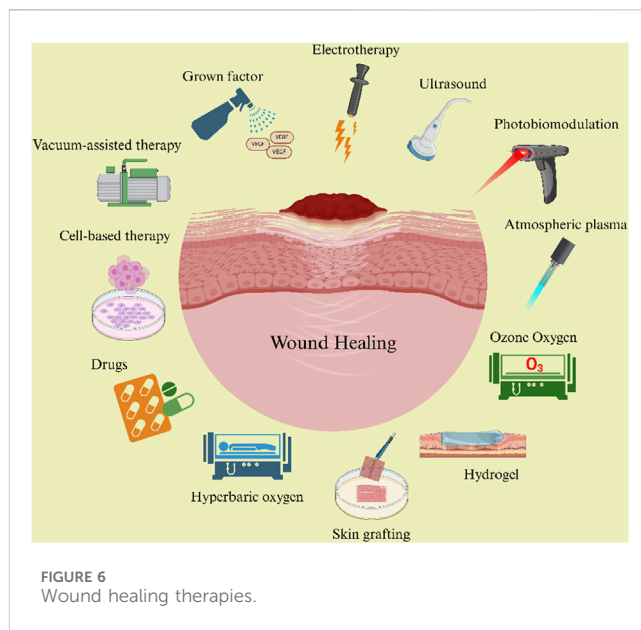 Electrotherapy
Grown factor
Ultrasound
VEGF
VEGF
VEGF
Photobiomodulation
Vacuum-assisted therapy
Atmospheric plasma
Cell-based therapy
Ozone Oxygen
O3
Wound Healing
Drugs
Hydrogel
Hyperbaric oxygen
Skin grafting
FIGURE 6
Wound healing therapies.